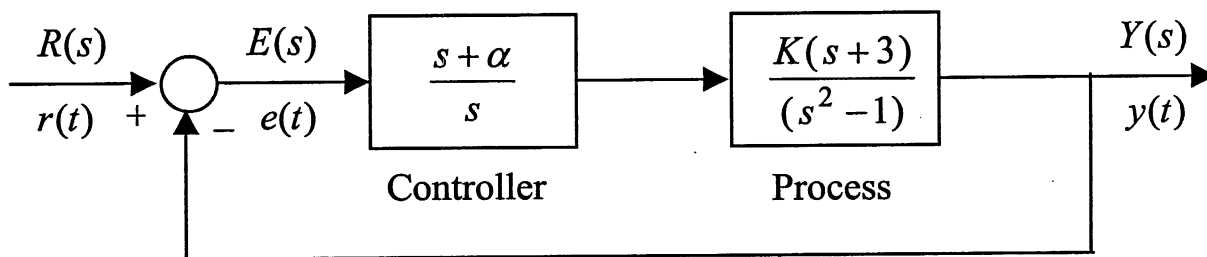 R(s)
r(t) +
−
E(s)
e(t)
s + α
s
Controller
K(s + 3)
(s² − 1)
Process
Y(s)
y(t)